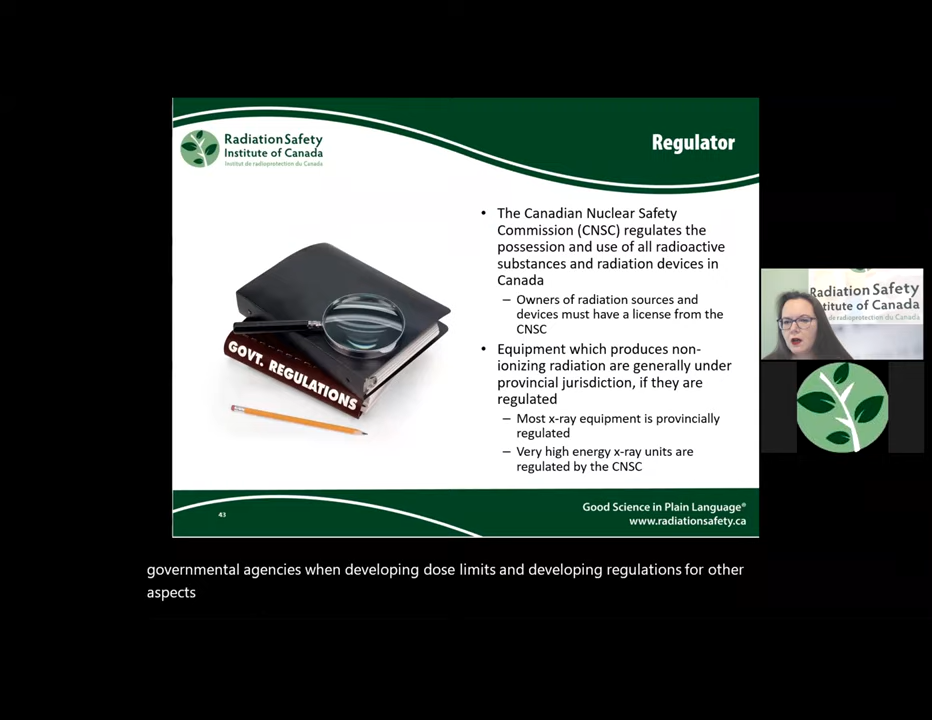 Radiation Safety
Institute of Canada
Institut de radioprotection du Canada
Regulator
• The Canadian Nuclear Safety
Commission (CNSC) regulates the
possession and use of all radioactive
substances and radiation devices in
Canada
– Owners of radiation sources and
devices must have a license from the
CNSC
• Equipment which produces non-
ionizing radiation are generally under
provincial jurisdiction, if they are
regulated
– Most x-ray equipment is provincially
regulated
– Very high energy x-ray units are
regulated by the CNSC
GOVT. REGULATIONS
43
Good Science in Plain Language®
www.radiationsafety.ca
Radiation Safety
stitute of Canada
de radioprotection du Canada
governmental agencies when developing dose limits and developing regulations for other
aspects